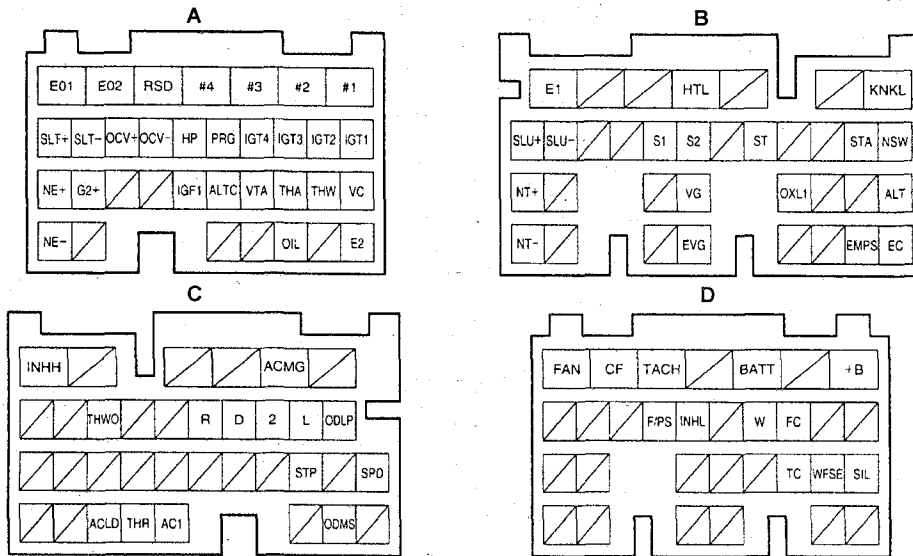 A
E01 E02 RSD #4 #3 #2 #1
SLT+ SLT- OCV+ OCV- HP PRG IGT4 IGT3 IGT2 IGT1
NE+ G2+ IGF1 ALTC VTA THA THW VC
NE- OIL E2
B
E1 HTL KNKL
SLU+ SLU- S1 S2 ST STA NSW
NT+ VG OXL1 ALT
NT- EVG EMPS EC
C
INHH ACMG
THWO R D 2 L ODLP
STP SPD
ACLD THR AC1 ODMS
D
FAN CF TACH BATT +B
F/PS INHL W FC
TC WFSE SIL